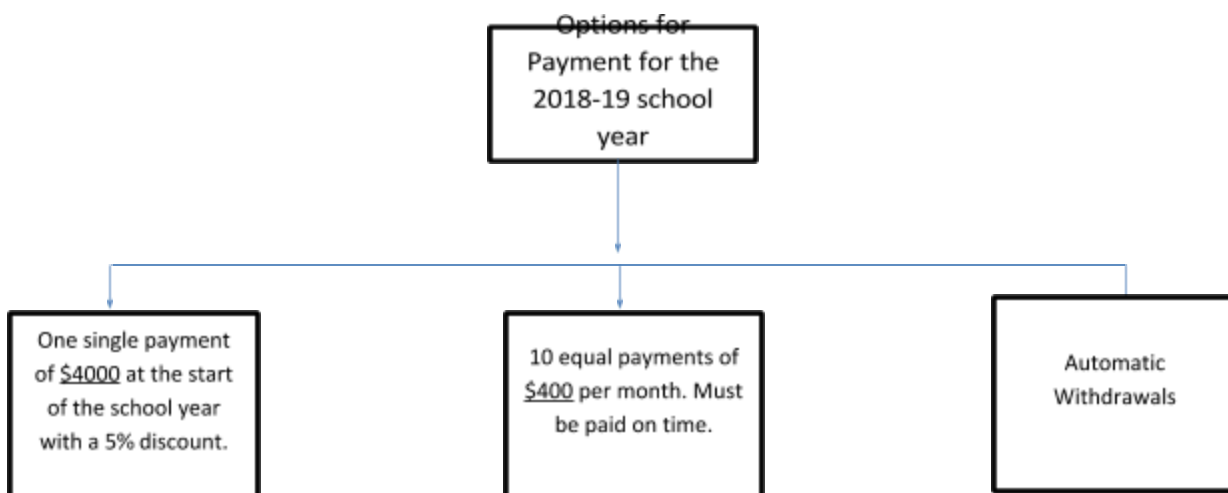 Options for
Payment for the
2018-19 school
year
One single payment
of $4000 at the start
of the school year
with a 5% discount.
10 equal payments of
$400 per month. Must
be paid on time.
Automatic
Withdrawals